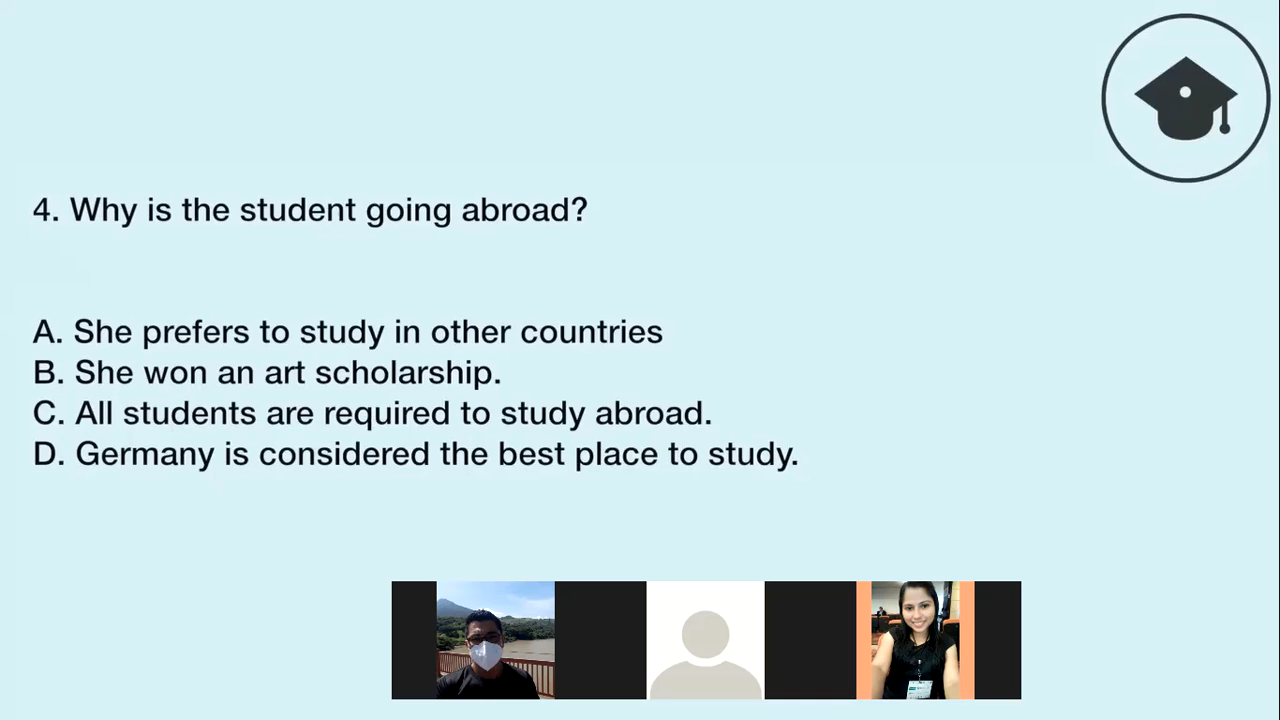 4. Why is the student going abroad?
A. She prefers to study in other countries
B. She won an art scholarship.
C. All students are required to study abroad.
D. Germany is considered the best place to study.